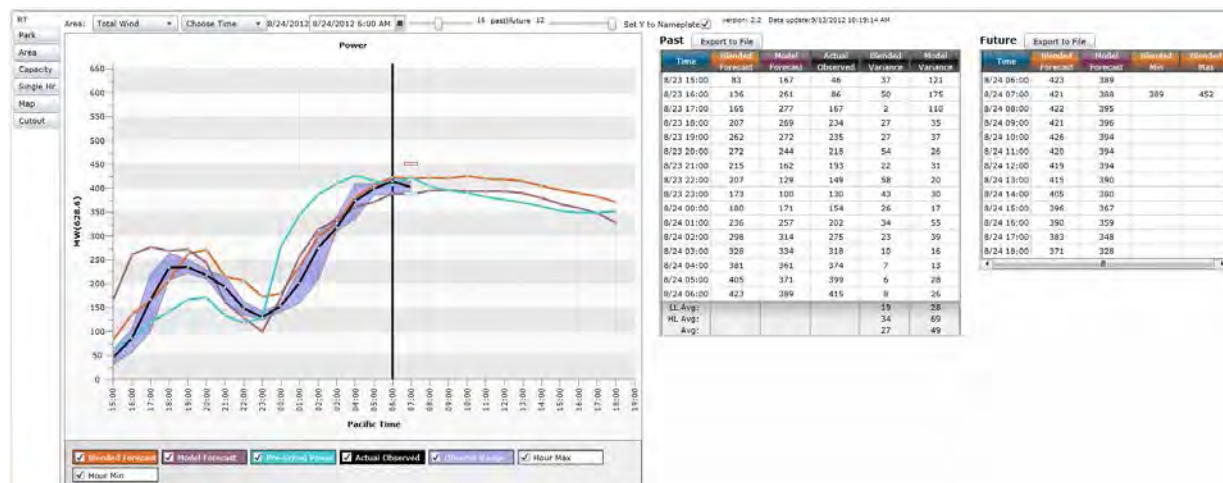 RT
Park
Area
Capacity
Single Hr
Map
Cutout
Area: Total Wind Choose Time 8/24/2012 8/24/2012 6:00 AM 16 past|future 12 Set Y to Nameplate version: 2.2 Data update:9/13/2012 10:19:14 AM
Power
MW(628.6)
650
600
550
500
450
400
350
300
250
200
150
100
50
0
15:00 16:00 17:00 18:00 19:00 20:00 21:00 22:00 23:00 00:00 01:00 02:00 03:00 04:00 05:00 06:00 07:00 08:00 09:00 10:00 11:00 12:00 13:00 14:00 15:00 16:00 17:00 18:00 19:00
Pacific Time
Blended Forecast Model Forecast Actual Observed Hour Max
Hour Min
Past Export to File
Time Blended Forecast Model Forecast Actual Observed Blended Variance Model Variance
8/23 15:00 83 167 46 37 121
8/23 16:00 136 261 86 50 175
8/23 17:00 165 277 167 2 110
8/23 18:00 207 269 234 27 35
8/23 19:00 262 272 235 27 37
8/23 20:00 272 244 218 54 26
8/23 21:00 215 162 193 22 31
8/23 22:00 207 129 149 58 20
8/23 23:00 173 100 130 43 30
8/24 00:00 180 171 154 26 17
8/24 01:00 236 257 202 34 55
8/24 02:00 298 314 275 23 39
8/24 03:00 328 334 318 10 16
8/24 04:00 381 361 374 7 13
8/24 05:00 405 371 399 6 28
8/24 06:00 423 389 415 8 26
LL Avg: 19 28
HL Avg: 34 69
Avg: 27 49
Future Export to File
Time Blended Forecast Model Forecast Blended Min Blended Max
8/24 06:00 423 389
8/24 07:00 421 388 389 452
8/24 08:00 422 395
8/24 09:00 421 396
8/24 10:00 426 394
8/24 11:00 420 394
8/24 12:00 419 394
8/24 13:00 415 390
8/24 14:00 405 380
8/24 15:00 396 367
8/24 16:00 390 359
8/24 17:00 383 348
8/24 18:00 371 328